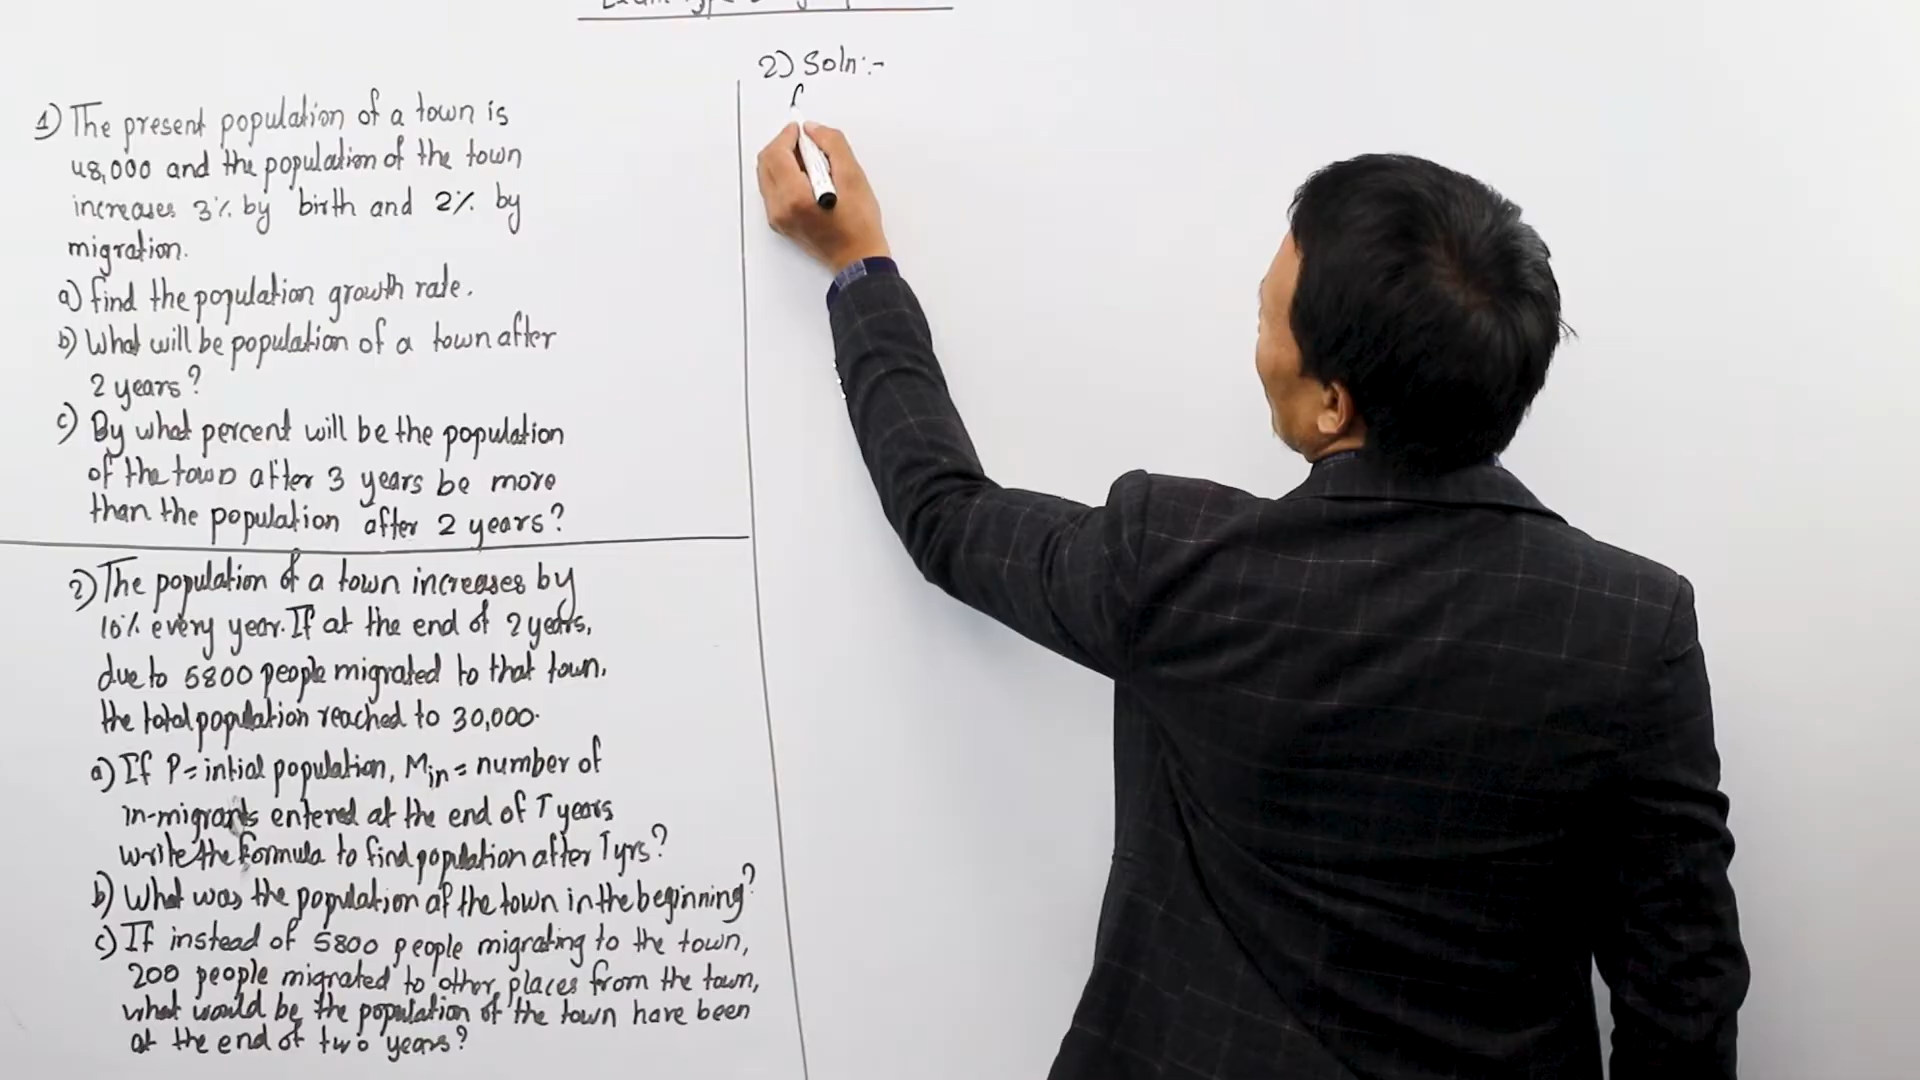 1) The present population of a town is
48,000 and the population of the town
increases 3% by birth and 2% by
migration.
a) find the population growth rate.
b) What will be population of a town after
2 years?
c) By what percent will be the population
of the town after 3 years be more
than the population after 2 years?
2) The population of a town increases by
10% every year. If at the end of 2 years,
due to 5800 people migrated to that town,
the total population reached to 30,000.
a) If P = intial population, Min = number of
in-migrants entered at the end of T years
write the formula to find population after T yrs?
b) What was the population of the town in the beginning?
c) If instead of 5800 people migrating to the town,
200 people migrated to other places from the town,
what would be the population of the town have been
at the end of two years?
2) Soln:-